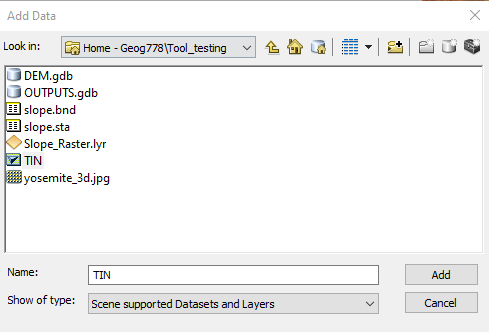 Add Data
Look in: Home - Geog778\Tool_testing
DEM.gdb
OUTPUTS.gdb
slope.bnd
slope.sta
Slope_Raster.lyr
TIN
yosemite_3d.jpg
Name: TIN Add
Show of type: Scene supported Datasets and Layers Cancel